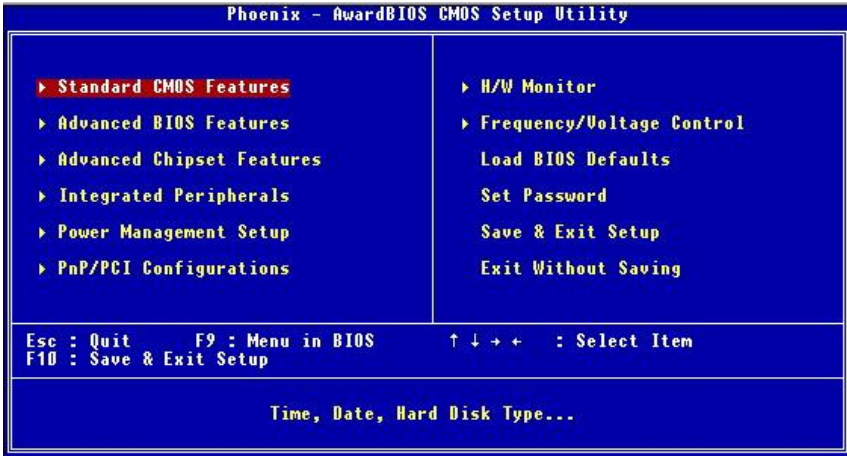 Phoenix - AwardBIOS CMOS Setup Utility
▸ Standard CMOS Features
▸ Advanced BIOS Features
▸ Advanced Chipset Features
▸ Integrated Peripherals
▸ Power Management Setup
▸ PnP/PCI Configurations
▸ H/W Monitor
▸ Frequency/Voltage Control
Load BIOS Defaults
Set Password
Save & Exit Setup
Exit Without Saving
Esc : Quit F9 : Menu in BIOS ↑ ↓ → ← : Select Item
F10 : Save & Exit Setup
Time, Date, Hard Disk Type...